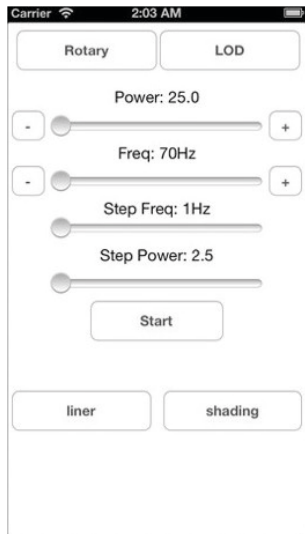 Carrier 2:03 AM
Rotary LOD
Power: 25.0
- +
Freq: 70Hz
- +
Step Freq: 1Hz
Step Power: 2.5
Start
liner shading